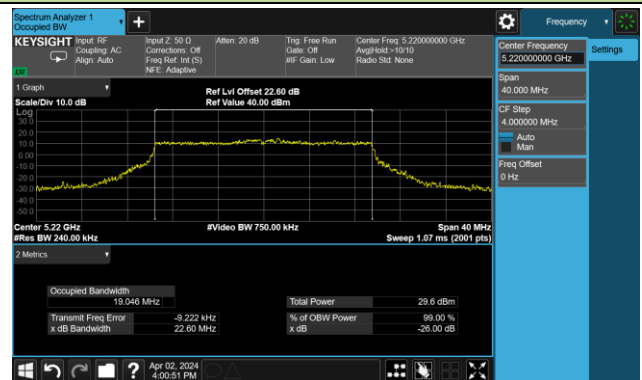 Spectrum Analyzer 1
Occupied BW
Frequency
KEYSIGHT
Input: RF
Coupling: AC
Align: Auto
Input Z: 50 Ω
Corrections: Off
Freq Ref: Int (S)
NFE: Adaptive
Atten: 20 dB
Trig: Free Run
Gate: Off
#IF Gain: Low
Center Freq: 5.220000000 GHz
Avg|Hold:>10/10
Radio Std: None
Center Frequency
5.220000000 GHz
Settings
Span
40.000 MHz
CF Step
4.000000 MHz
Auto
Man
Freq Offset
0 Hz
1 Graph
Ref Lvl Offset 22.60 dB
Scale/Div 10.0 dB
Ref Value 40.00 dBm
Log
30.0
20.0
10.0
0.00
-10.0
-20.0
-30.0
-40.0
-50.0
Center 5.22 GHz
#Video BW 750.00 kHz
Span 40 MHz
#Res BW 240.00 kHz
Sweep 1.07 ms (2001 pts)
2 Metrics
Occupied Bandwidth
19.046 MHz
Total Power
29.6 dBm
Transmit Freq Error
-9.222 kHz
% of OBW Power
99.00 %
x dB Bandwidth
22.60 MHz
x dB
-26.00 dB
Apr 02, 2024
4:00:51 PM